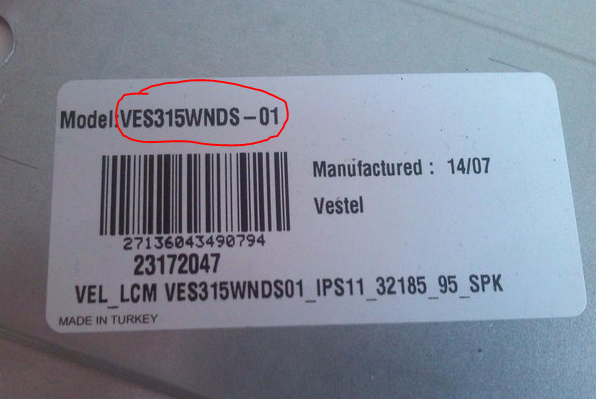 Model:VES315WNDS-01
Manufactured : 14/07
Vestel
27136043490794
23172047
VEL_LCM VES315WNDS01_IPS11_32185_95_SPK
MADE IN TURKEY